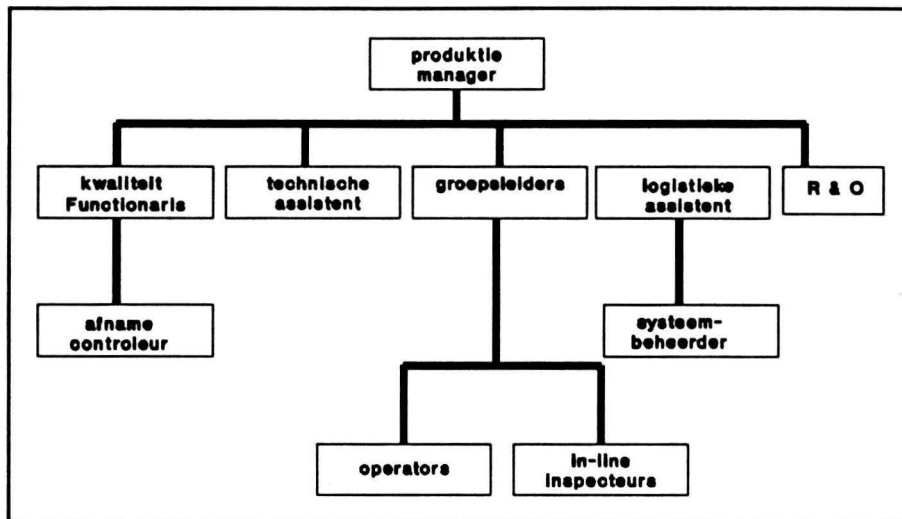 produktie
manager
kwaliteit
Functionaris
technische
assistent
groepsleiders
logistieke
assistent
R & O
afname
controleur
systeem-
beheerder
operators
in-line
inspecteurs